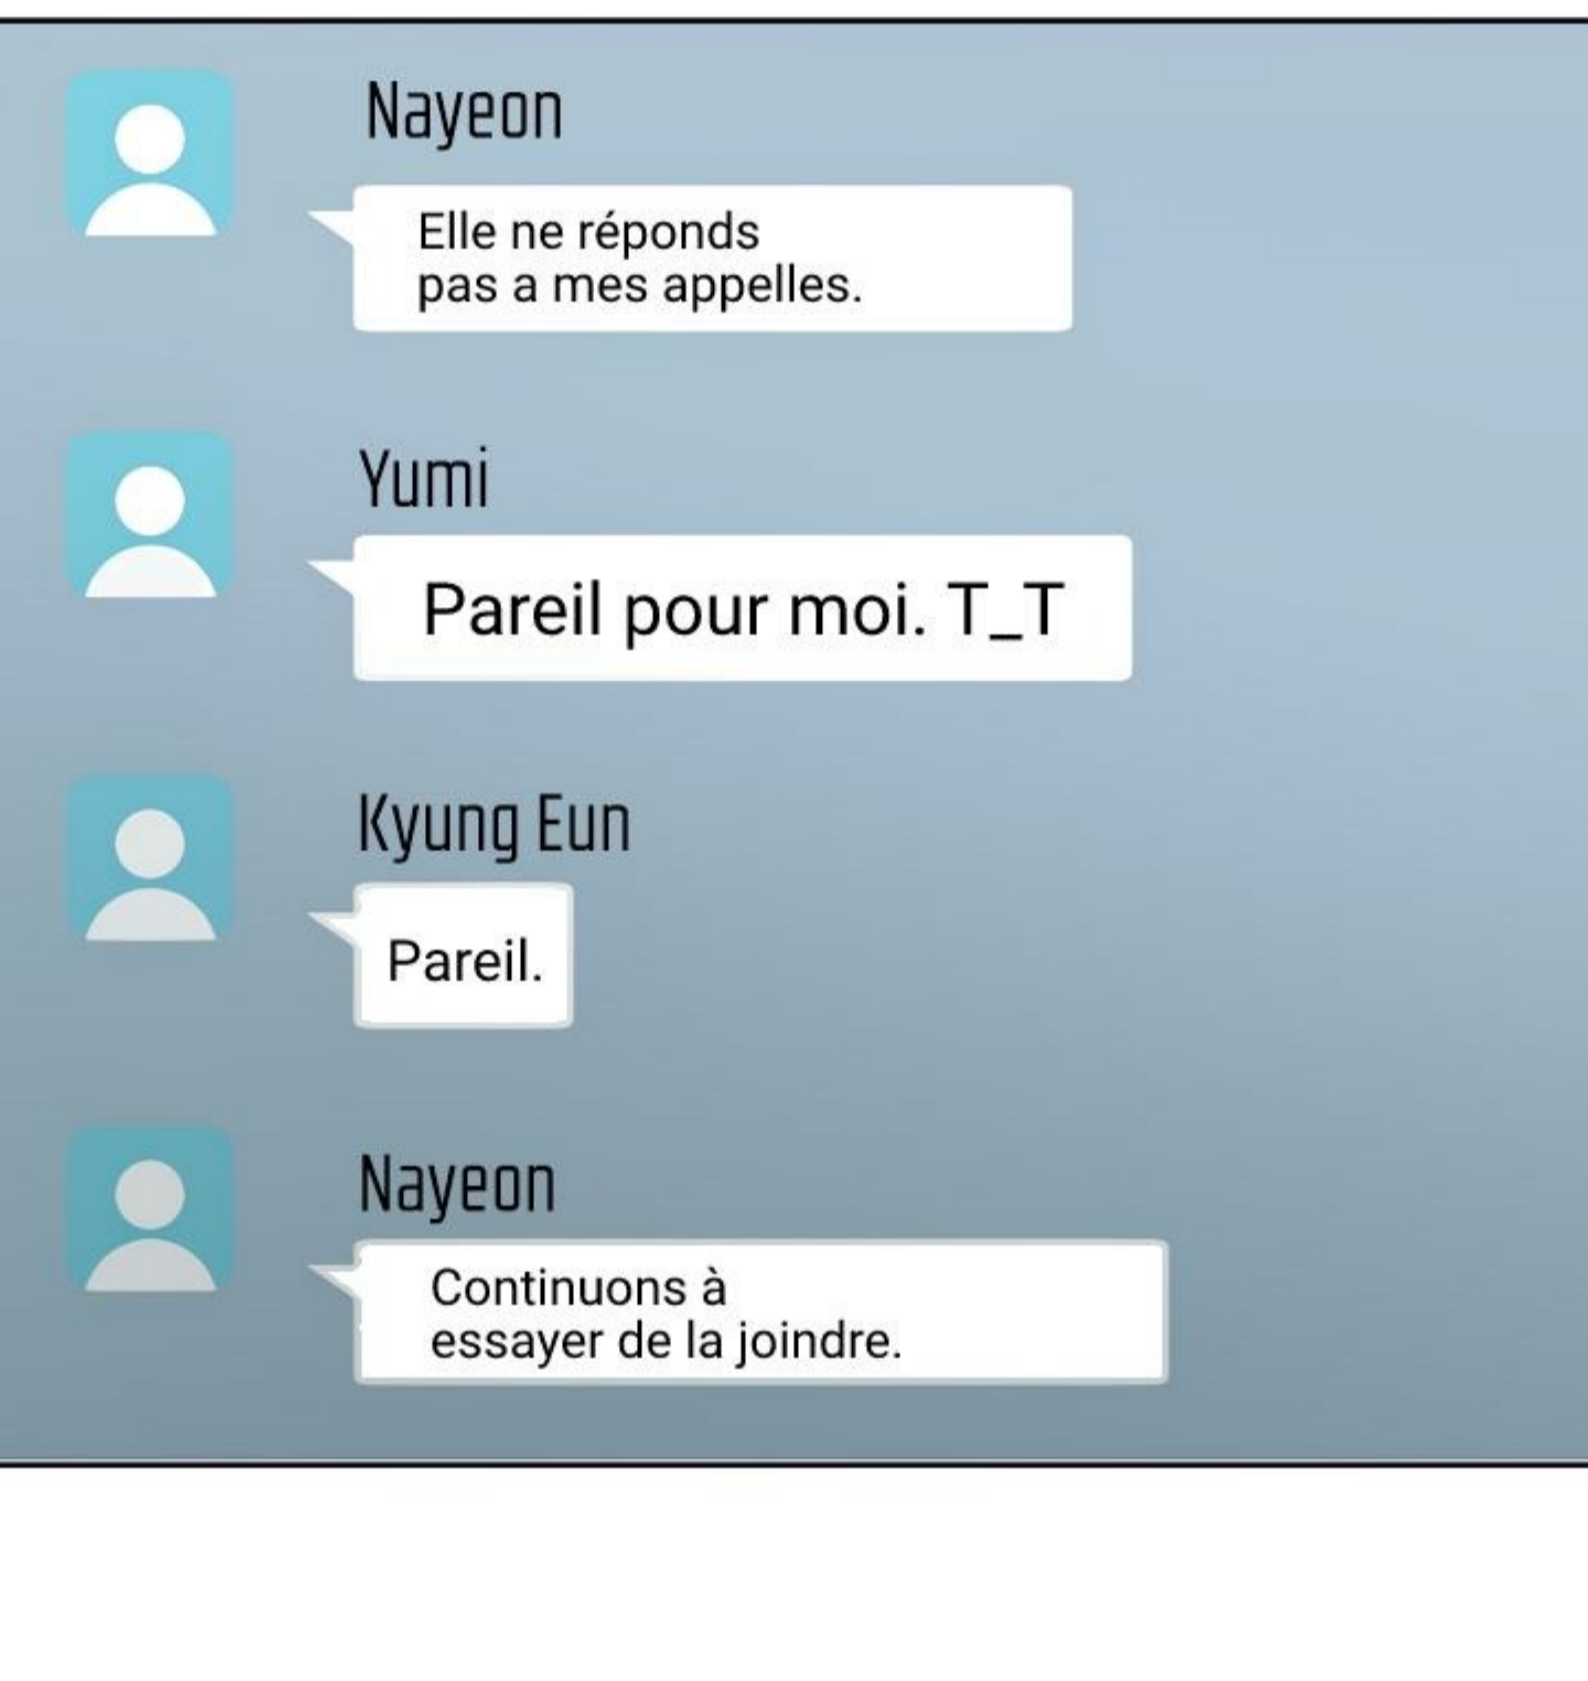 Nayeon
Elle ne réponds
pas a mes appelles.
Yumi
Pareil pour moi. T_T
Kyung Eun
Pareil.
Nayeon
Continuons à
essayer de la joindre.